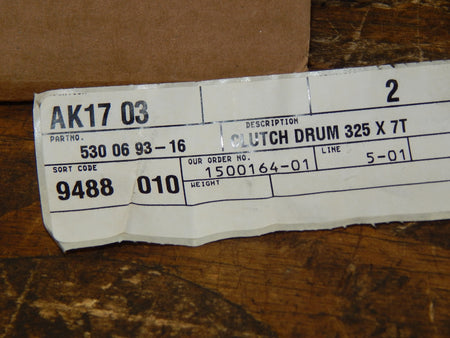 AK17 03
2
PARTNO.
530 06 93-16
DESCRIPTION
CLUTCH DRUM 325 X 7T
SORT CODE
9488 010
OUR ORDER NO.
1500164-01
LINE
5-01
WEIGHT